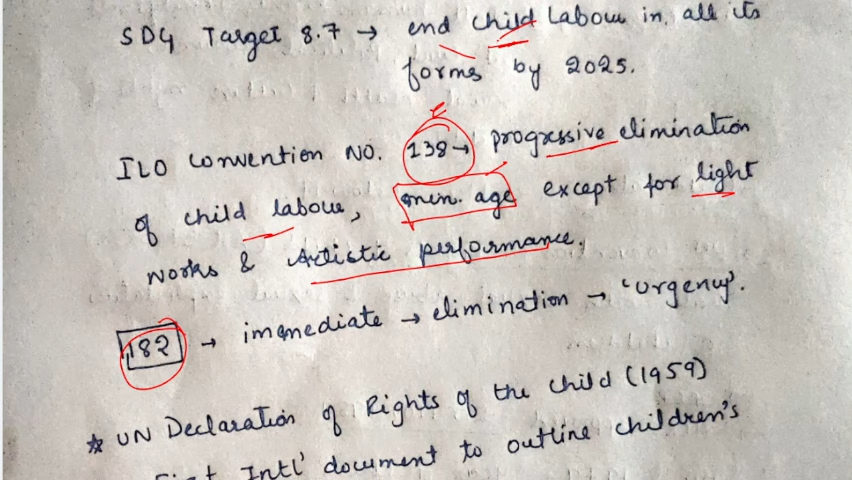 SDG Target 8.7 → end child Labour in all its
forms by 2025.
ILO Convention No. 138 → progressive elimination
of child labour, min. age except for light
works & Artistic performance.
182 → immediate → elimination → 'urgency'.
* UN Declaration of Rights of the child (1959)
First Intl' document to outline children's